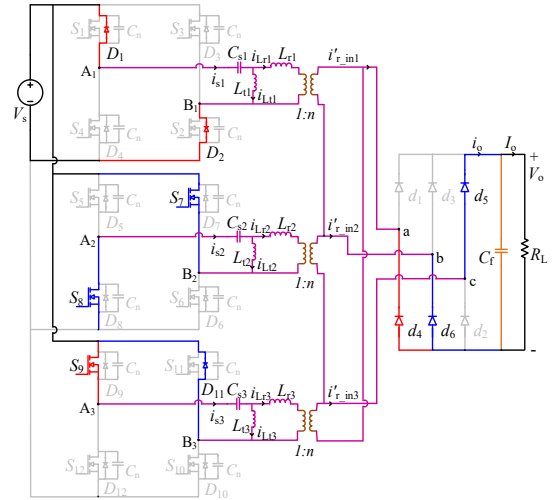 S1 D1 Cn S3 D3 Cn
Cs1 iLr1 Lr1 i'r_in1
A1 is1 Lt1 iLt1
Vs
B1 1:n
S4 D4 Cn S2 D2 Cn
S5 D5 Cn S7 D7 Cn
Cs2 iLr2 Lr2 i'r_in2
A2 is2 Lt2 iLt2
B2 1:n
S8 D8 Cn S6 D6 Cn
io Io
+
Vo
d1 d3 d5
a
b
c
Cf RL
d4 d6 d2
-
S9 D9 Cn S11 D11 Cn
Cs3 iLr3 Lr3 i'r_in3
A3 is3 Lt3 iLt3
B3 1:n
S12 D12 Cn S10 D10 Cn